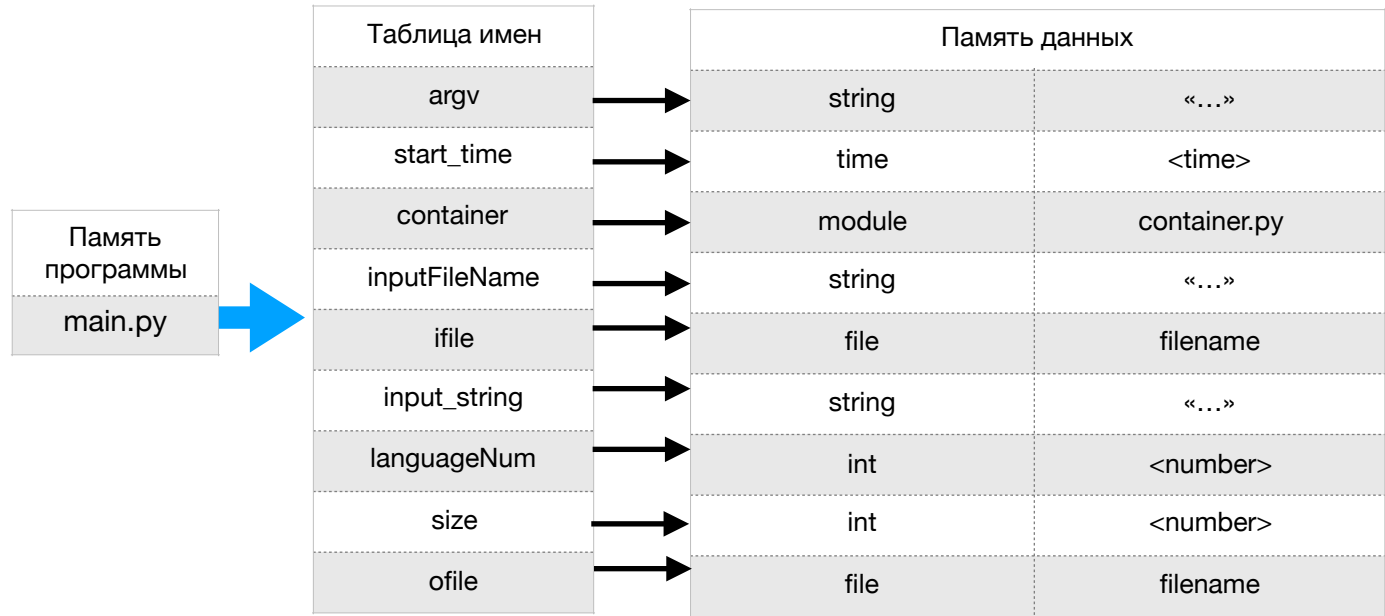 Память
программы
main.py
Таблица имен
argv
start_time
container
inputFileName
ifile
input_string
languageNum
size
ofile
Память данных
string «…»
time <time>
module container.py
string «…»
file filename
string «…»
int <number>
int <number>
file filename